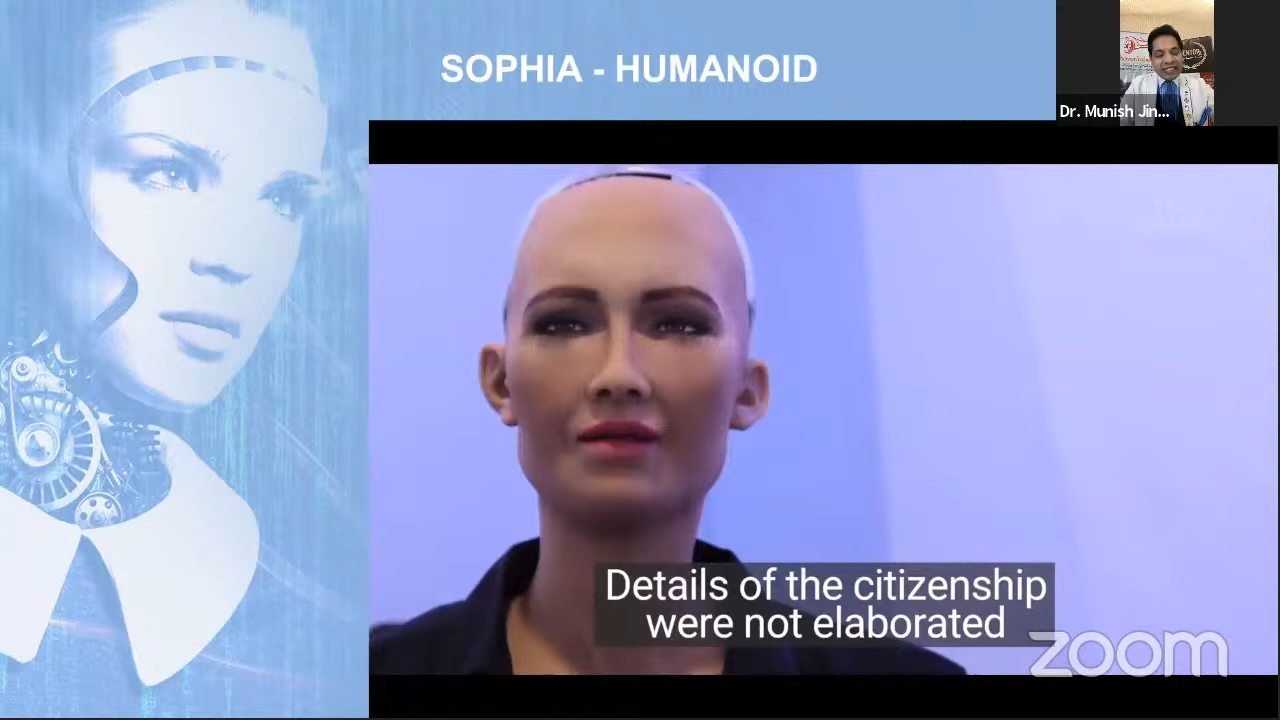 SOPHIA - HUMANOID
Dr. Munish Jin...
Details of the citizenship
were not elaborated
zoom